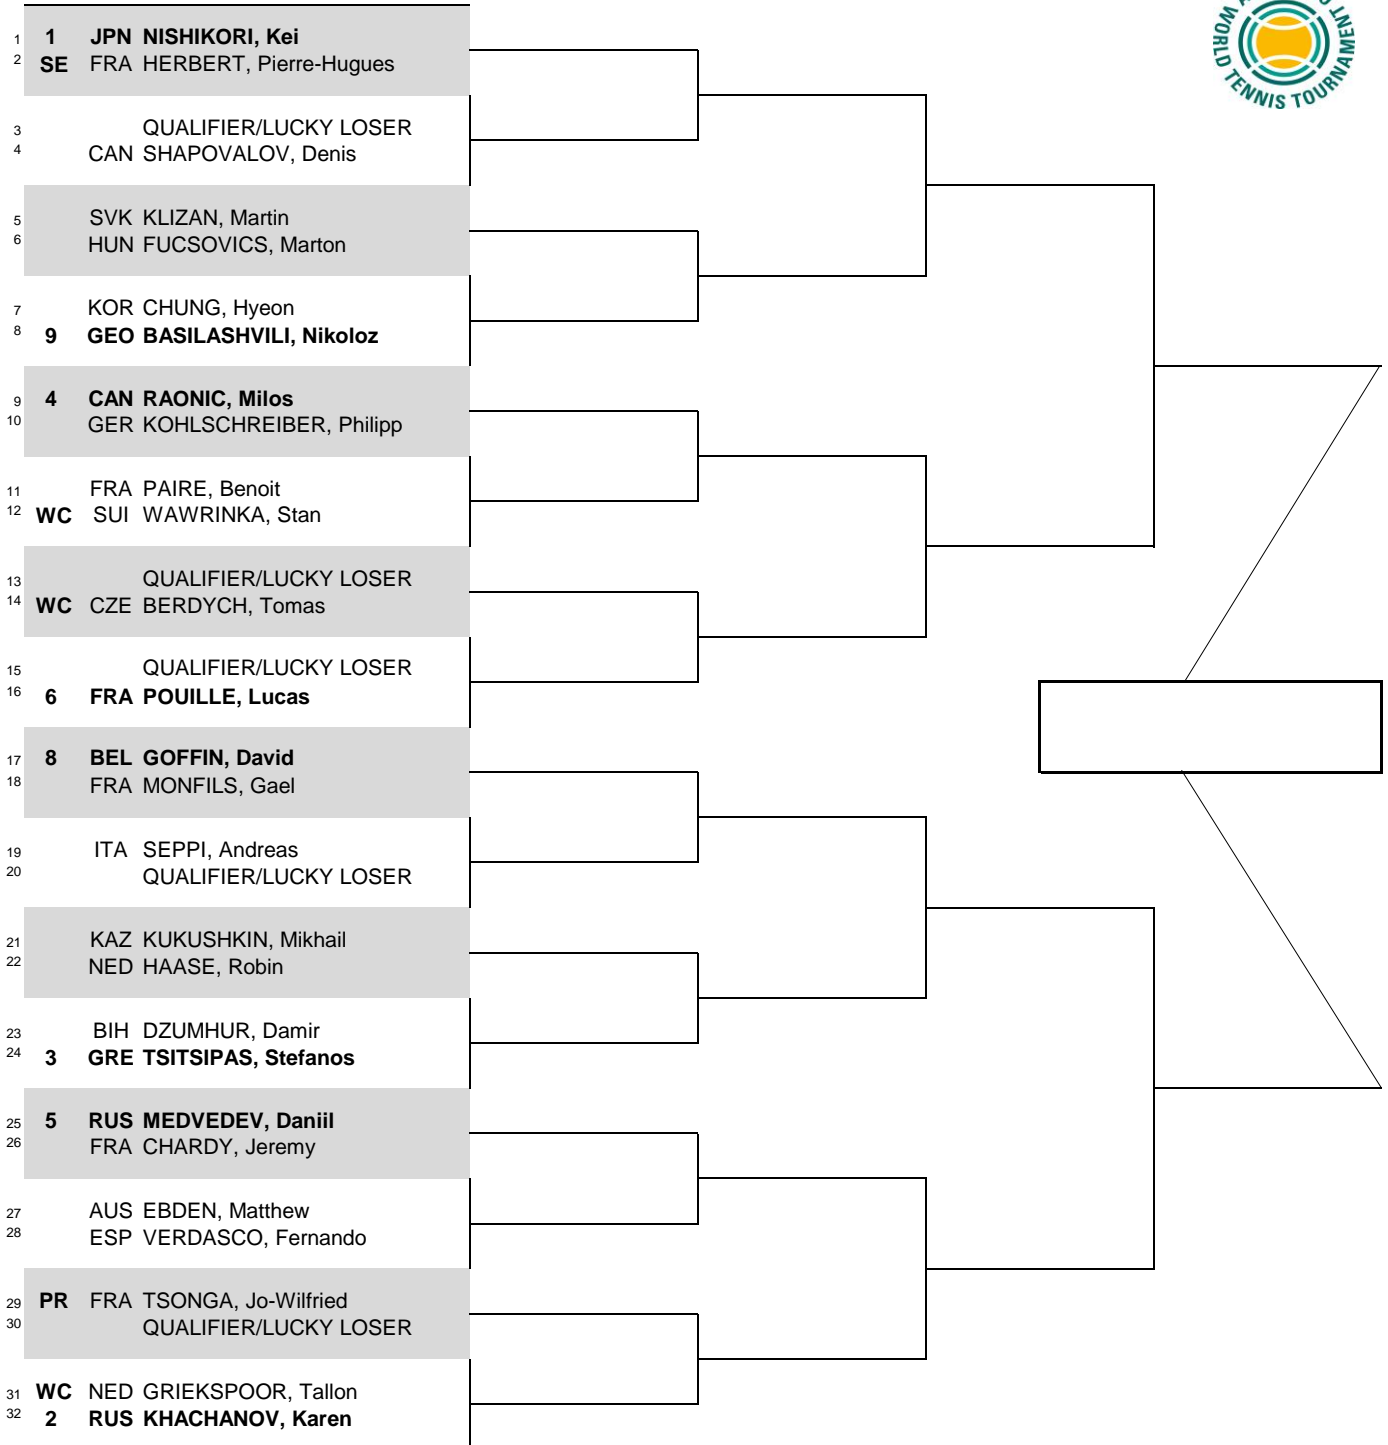 1 1 JPN NISHIKORI, Kei
2 SE FRA HERBERT, Pierre-Hugues
3 QUALIFIER/LUCKY LOSER
4 CAN SHAPOVALOV, Denis
5 SVK KLIZAN, Martin
6 HUN FUCSOVICS, Marton
7 KOR CHUNG, Hyeon
8 9 GEO BASILASHVILI, Nikoloz
9 4 CAN RAONIC, Milos
10 GER KOHLSCHREIBER, Philipp
11 FRA PAIRE, Benoit
12 WC SUI WAWRINKA, Stan
13 QUALIFIER/LUCKY LOSER
14 WC CZE BERDYCH, Tomas
15 QUALIFIER/LUCKY LOSER
16 6 FRA POUILLE, Lucas
17 8 BEL GOFFIN, David
18 FRA MONFILS, Gael
19 ITA SEPPI, Andreas
20 QUALIFIER/LUCKY LOSER
21 KAZ KUKUSHKIN, Mikhail
22 NED HAASE, Robin
23 BIH DZUMHUR, Damir
24 3 GRE TSITSIPAS, Stefanos
25 5 RUS MEDVEDEV, Daniil
26 FRA CHARDY, Jeremy
27 AUS EBDEN, Matthew
28 ESP VERDASCO, Fernando
29 PR FRA TSONGA, Jo-Wilfried
30 QUALIFIER/LUCKY LOSER
31 WC NED GRIEKSPOOR, Tallon
32 2 RUS KHACHANOV, Karen
WORLD TENNIS TOURNAMENT